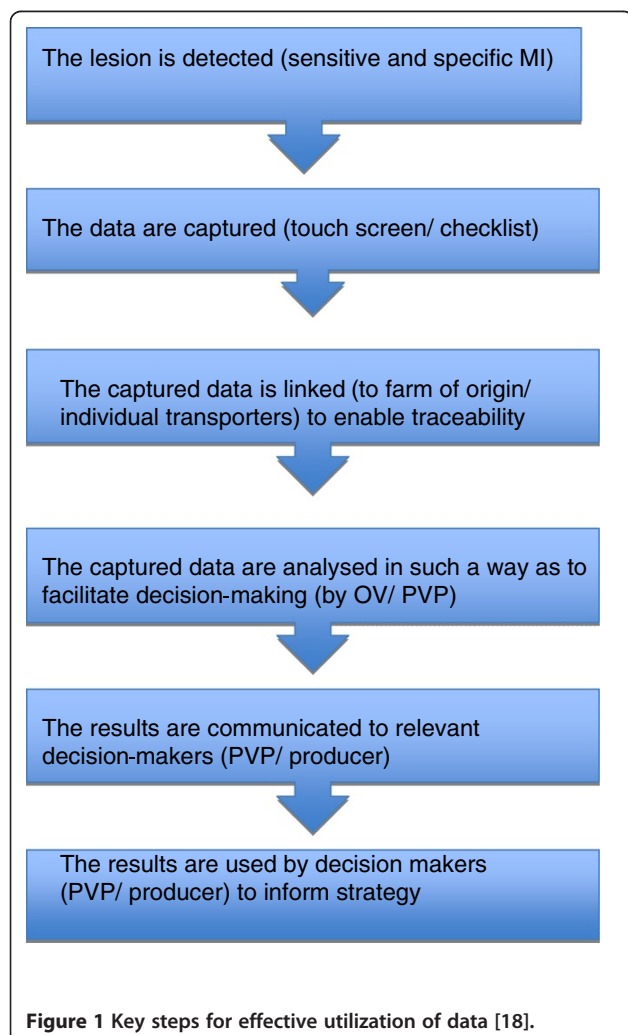 The lesion is detected (sensitive and specific MI)
The data are captured (touch screen/ checklist)
The captured data is linked (to farm of origin/
individual transporters) to enable traceability
The captured data are analysed in such a way as to
facilitate decision-making (by OV/ PVP)
The results are communicated to relevant
decision-makers (PVP/ producer)
The results are used by decision makers
(PVP/ producer) to inform strategy
Figure 1 Key steps for effective utilization of data [18].